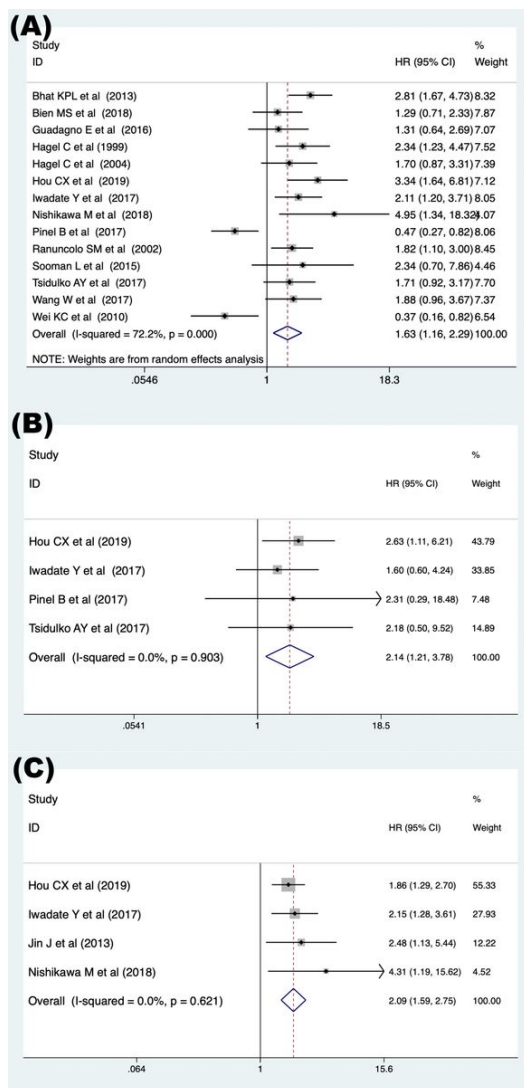 (A)
Study %
ID HR (95% CI) Weight
Bhat KPL et al (2013) 2.81 (1.67, 4.73) 8.32
Bien MS et al (2018) 1.29 (0.71, 2.33) 7.87
Guadagno E et al (2016) 1.31 (0.64, 2.69) 7.07
Hagel C et al (1999) 2.34 (1.23, 4.47) 7.52
Hagel C et al (2004) 1.70 (0.87, 3.31) 7.39
Hou CX et al (2019) 3.34 (1.64, 6.81) 7.12
Iwadate Y et al (2017) 2.11 (1.20, 3.71) 8.05
Nishikawa M et al (2018) 4.95 (1.34, 18.32) 4.07
Pinel B et al (2017) 0.47 (0.27, 0.82) 8.06
Ranuncolo SM et al (2002) 1.82 (1.10, 3.00) 8.45
Sooman L et al (2015) 2.34 (0.70, 7.86) 4.46
Tsidulko AY et al (2017) 1.71 (0.92, 3.17) 7.70
Wang W et al (2017) 1.88 (0.96, 3.67) 7.37
Wei KC et al (2010) 0.37 (0.16, 0.82) 6.54
Overall (I-squared = 72.2%, p = 0.000) 1.63 (1.16, 2.29) 100.00
NOTE: Weights are from random effects analysis
.0546 1 18.3
(B)
Study %
ID HR (95% CI) Weight
Hou CX et al (2019) 2.63 (1.11, 6.21) 43.79
Iwadate Y et al (2017) 1.60 (0.60, 4.24) 33.85
Pinel B et al (2017) 2.31 (0.29, 18.48) 7.48
Tsidulko AY et al (2017) 2.18 (0.50, 9.52) 14.89
Overall (I-squared = 0.0%, p = 0.903) 2.14 (1.21, 3.78) 100.00
.0541 1 18.5
(C)
Study %
ID HR (95% CI) Weight
Hou CX et al (2019) 1.86 (1.29, 2.70) 55.33
Iwadate Y et al (2017) 2.15 (1.28, 3.61) 27.93
Jin J et al (2013) 2.48 (1.13, 5.44) 12.22
Nishikawa M et al (2018) 4.31 (1.19, 15.62) 4.52
Overall (I-squared = 0.0%, p = 0.621) 2.09 (1.59, 2.75) 100.00
.064 1 15.6